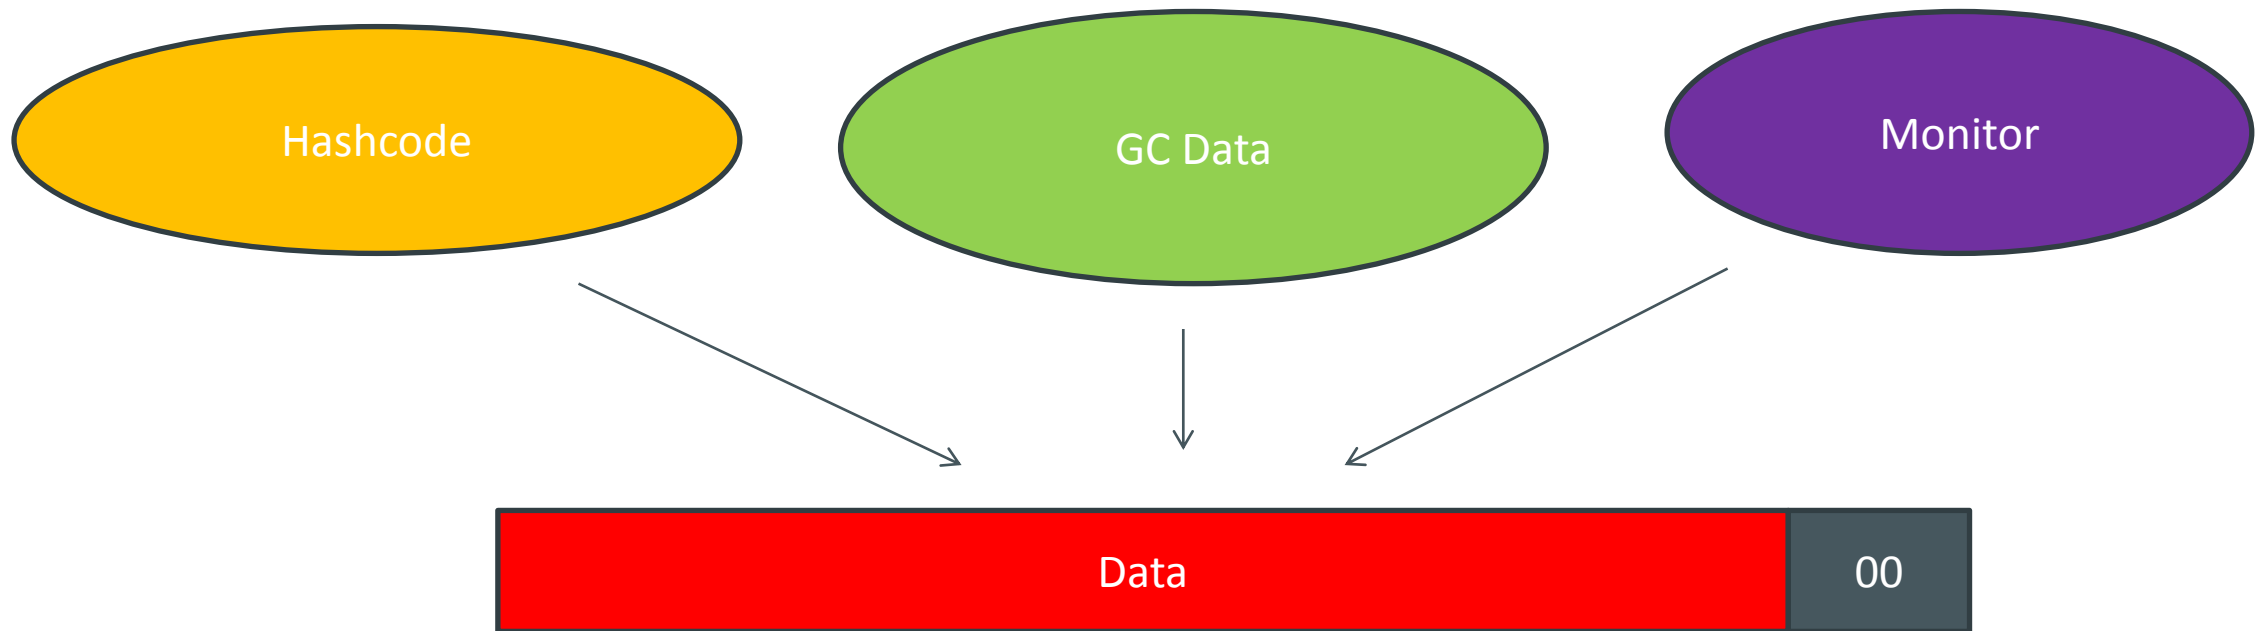 Hashcode
GC Data
Monitor
Data
00